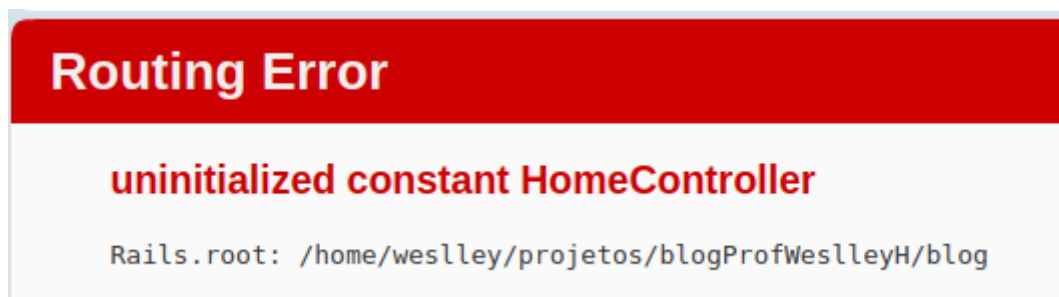 Routing Error
uninitialized constant HomeController
Rails.root: /home/weslley/projetos/blogProfWeslleyH/blog